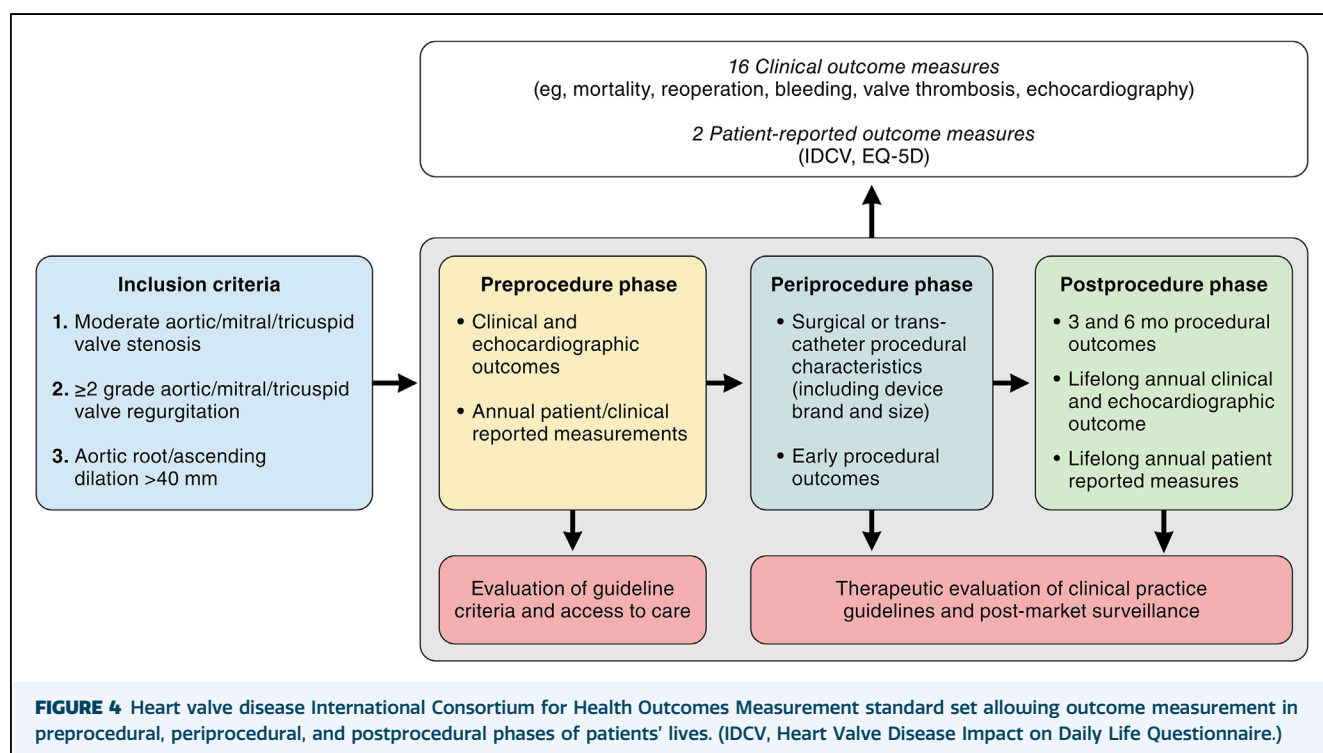 16 Clinical outcome measures
(eg, mortality, reoperation, bleeding, valve thrombosis, echocardiography)
2 Patient-reported outcome measures
(IDCV, EQ-5D)
Inclusion criteria
1. Moderate aortic/mitral/tricuspid
valve stenosis
2. ≥2 grade aortic/mitral/tricuspid
valve regurgitation
3. Aortic root/ascending
dilation >40 mm
Preprocedure phase
• Clinical and
echocardiographic
outcomes
• Annual patient/clinical
reported measurements
Periprocedure phase
• Surgical or trans-
catheter procedural
characteristics
(including device
brand and size)
• Early procedural
outcomes
Postprocedure phase
• 3 and 6 mo procedural
outcomes
• Lifelong annual clinical
and echocardiographic
outcome
• Lifelong annual patient
reported measures
Evaluation of guideline
criteria and access to care
Therapeutic evaluation of clinical practice
guidelines and post-market surveillance
FIGURE 4 Heart valve disease International Consortium for Health Outcomes Measurement standard set allowing outcome measurement in
preprocedural, periprocedural, and postprocedural phases of patients' lives. (IDCV, Heart Valve Disease Impact on Daily Life Questionnaire.)